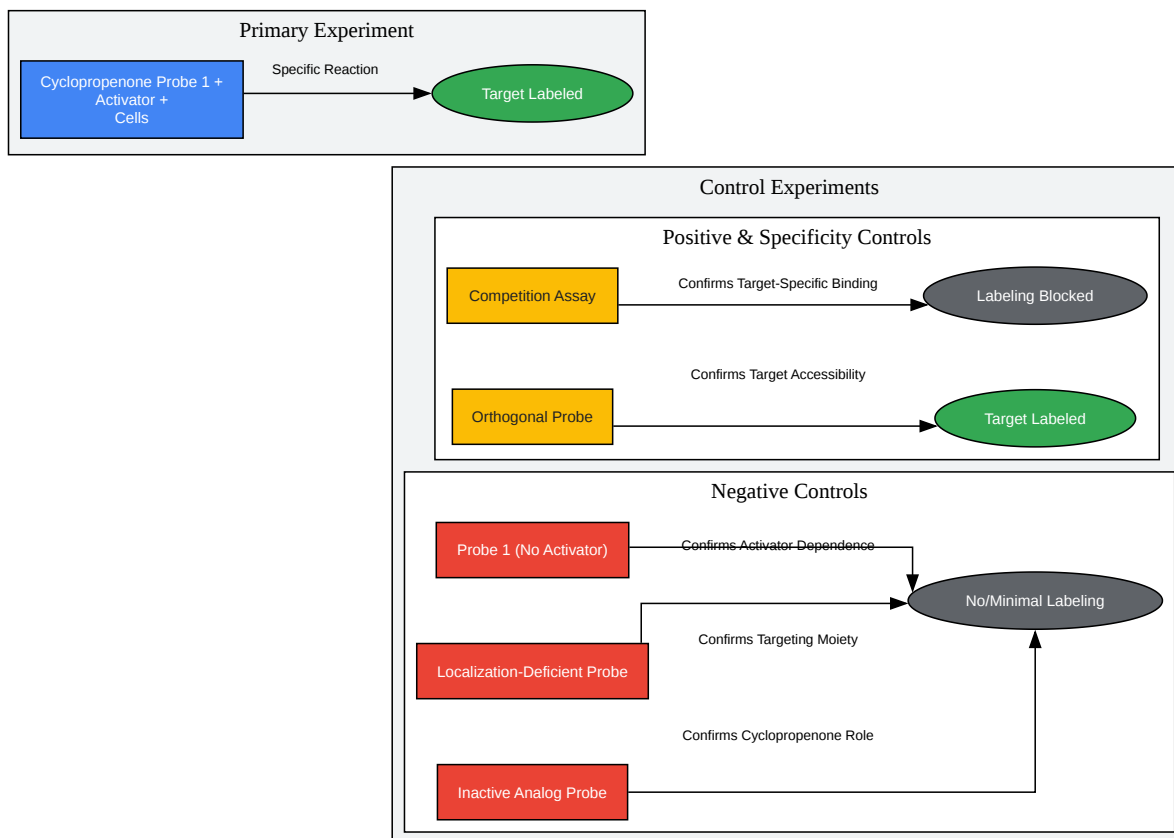 Primary Experiment
Cyclopropenone Probe 1 +
Activator +
Cells
Specific Reaction
Target Labeled
Control Experiments
Positive & Specificity Controls
Competition Assay
Confirms Target-Specific Binding
Labeling Blocked
Confirms Target Accessibility
Orthogonal Probe
Target Labeled
Negative Controls
Probe 1 (No Activator)
Confirms Activator Dependence
No/Minimal Labeling
Confirms Targeting Moiety
Localization-Deficient Probe
Confirms Cyclopropenone Role
Inactive Analog Probe